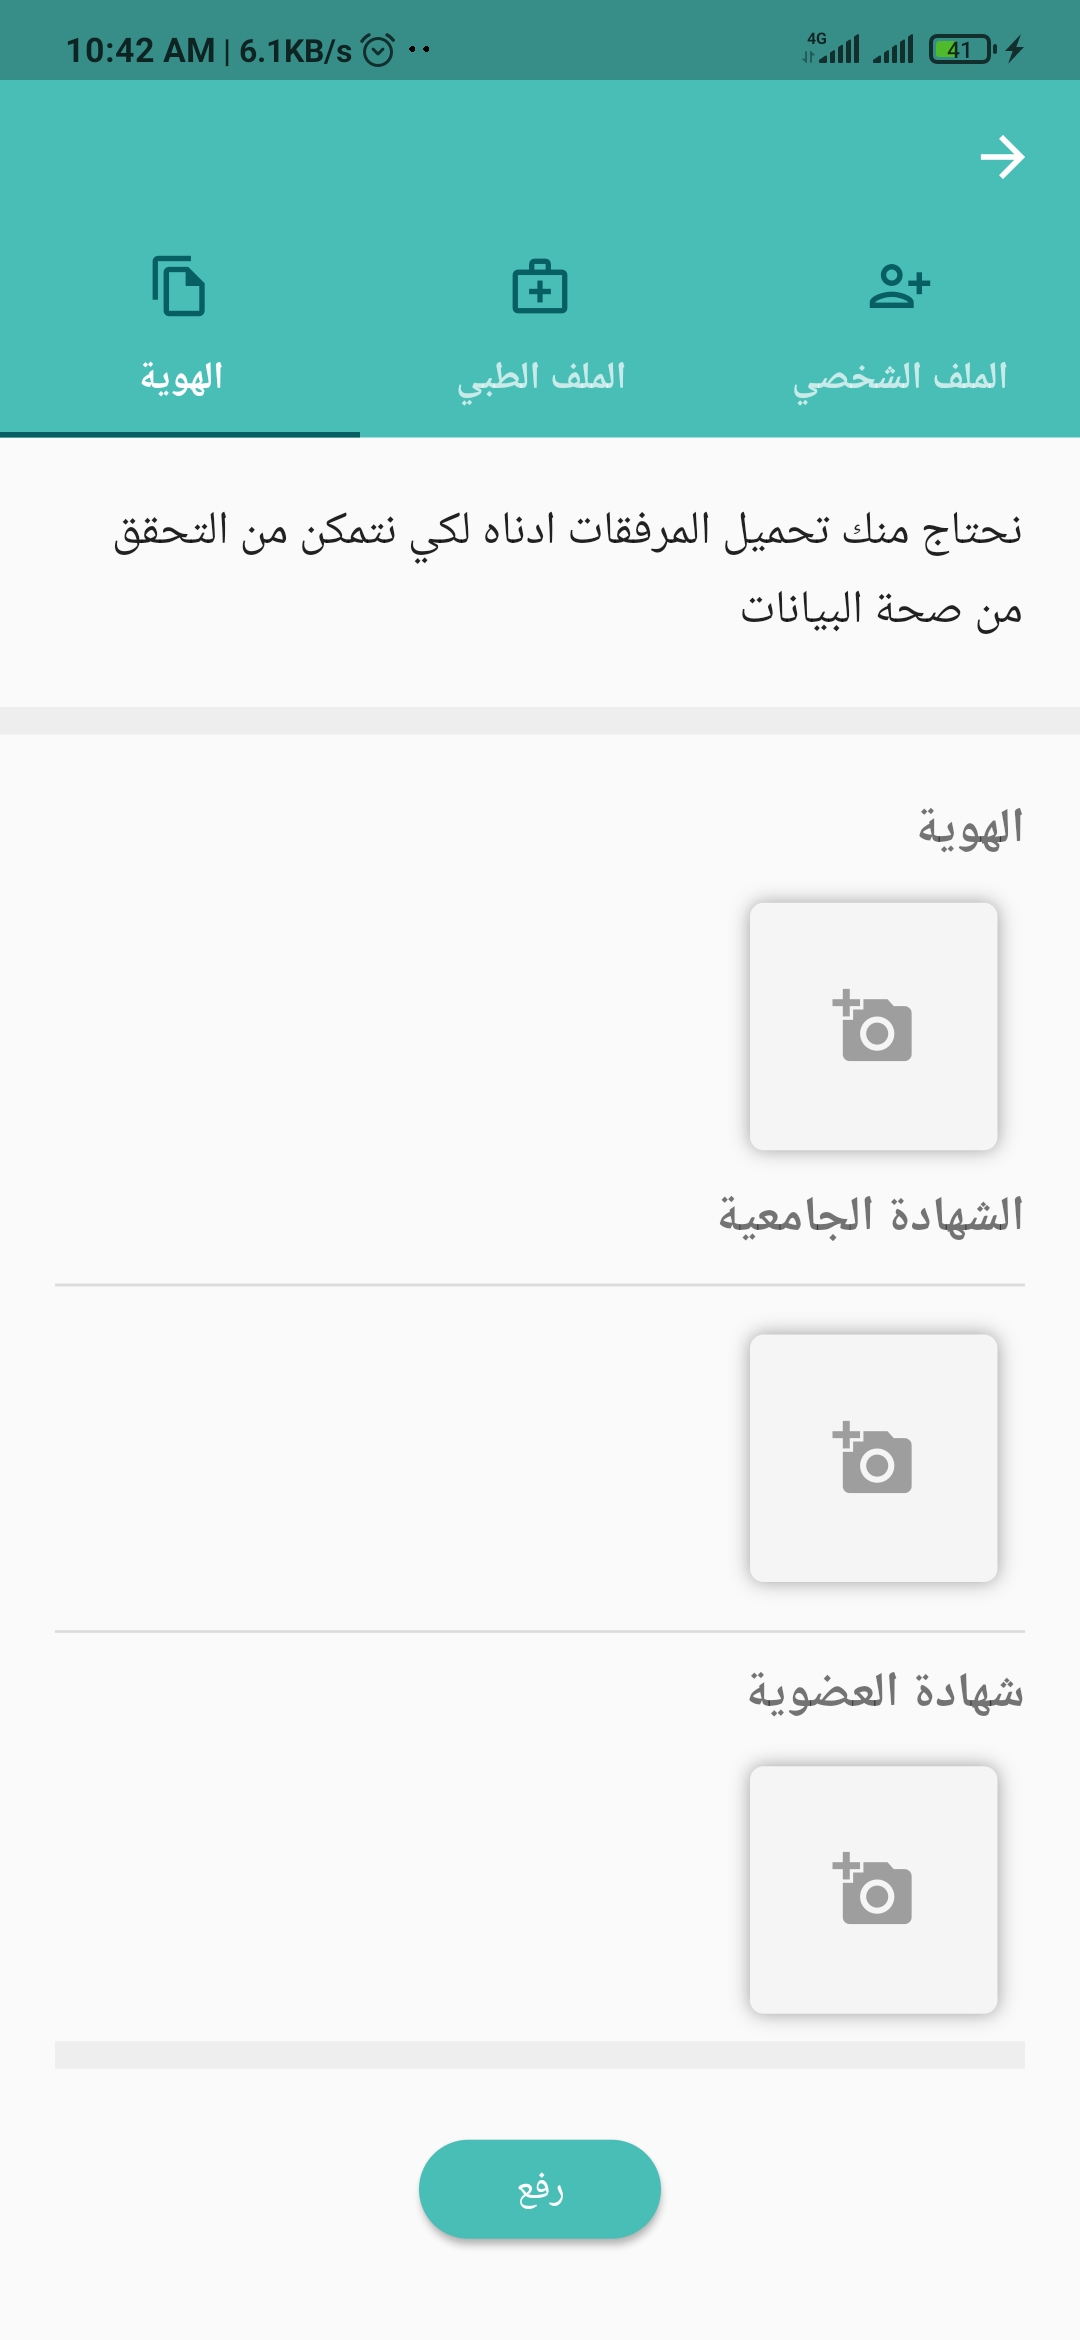 10:42 AM | 6.1KB/s
4G
41
الملف الشخصي
الملف الطبي
الهوية
نحتاج منك تحميل المرفقات ادناه لكي نتمكن من التحقق
من صحة البيانات
الهوية
الشهادة الجامعية
شهادة العضوية
رفع